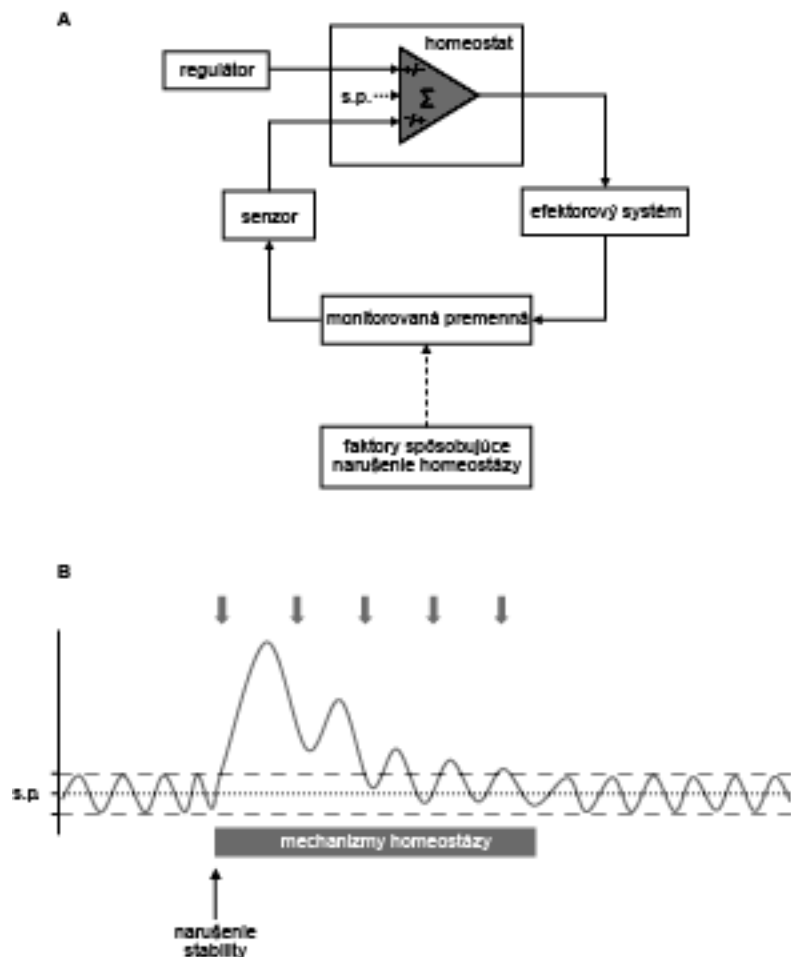 A
homeostat
regulátor
+/-
s.p.
Σ
-/+
senzor
efektorový systém
monitorovaná premenná
faktory spôsobujúce
narušenie homeostázy
B
s.p
mechanizmy homeostázy
narušenie
stability